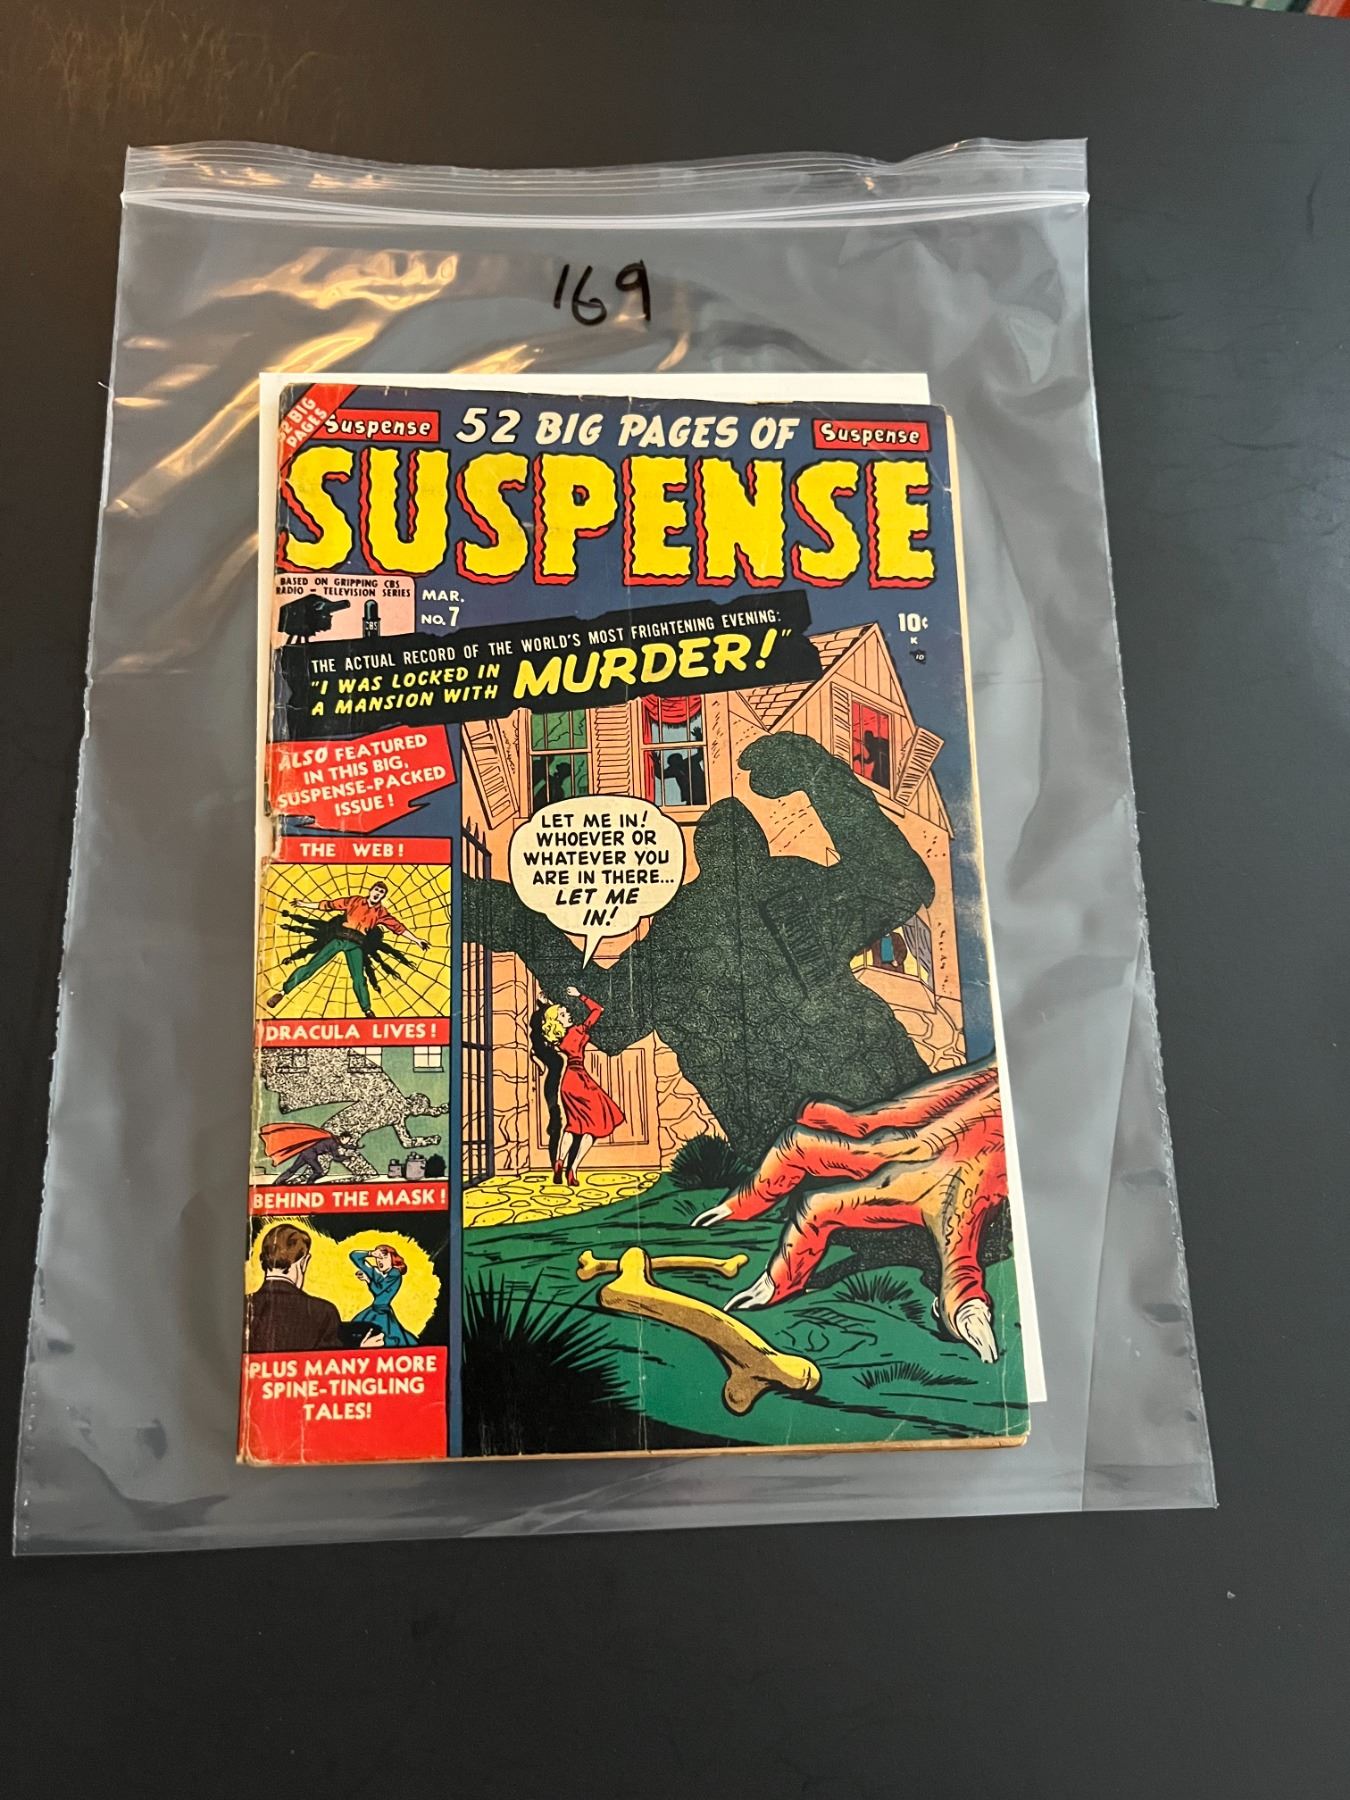 169
52 BIG
PAGES
Suspense
52 BIG PAGES OF
Suspense
SUSPENSE
BASED ON GRIPPING CBS
RADIO - TELEVISION SERIES
CBS
MAR.
NO. 7
10¢
K
THE ACTUAL RECORD OF THE WORLD'S MOST FRIGHTENING EVENING:
"I WAS LOCKED IN
A MANSION WITH
MURDER!"
ALSO FEATURED
IN THIS BIG,
SUSPENSE-PACKED
ISSUE!
LET ME IN!
WHOEVER OR
WHATEVER YOU
ARE IN THERE...
LET ME
IN!
THE WEB!
DRACULA LIVES!
BEHIND THE MASK!
PLUS MANY MORE
SPINE-TINGLING
TALES!